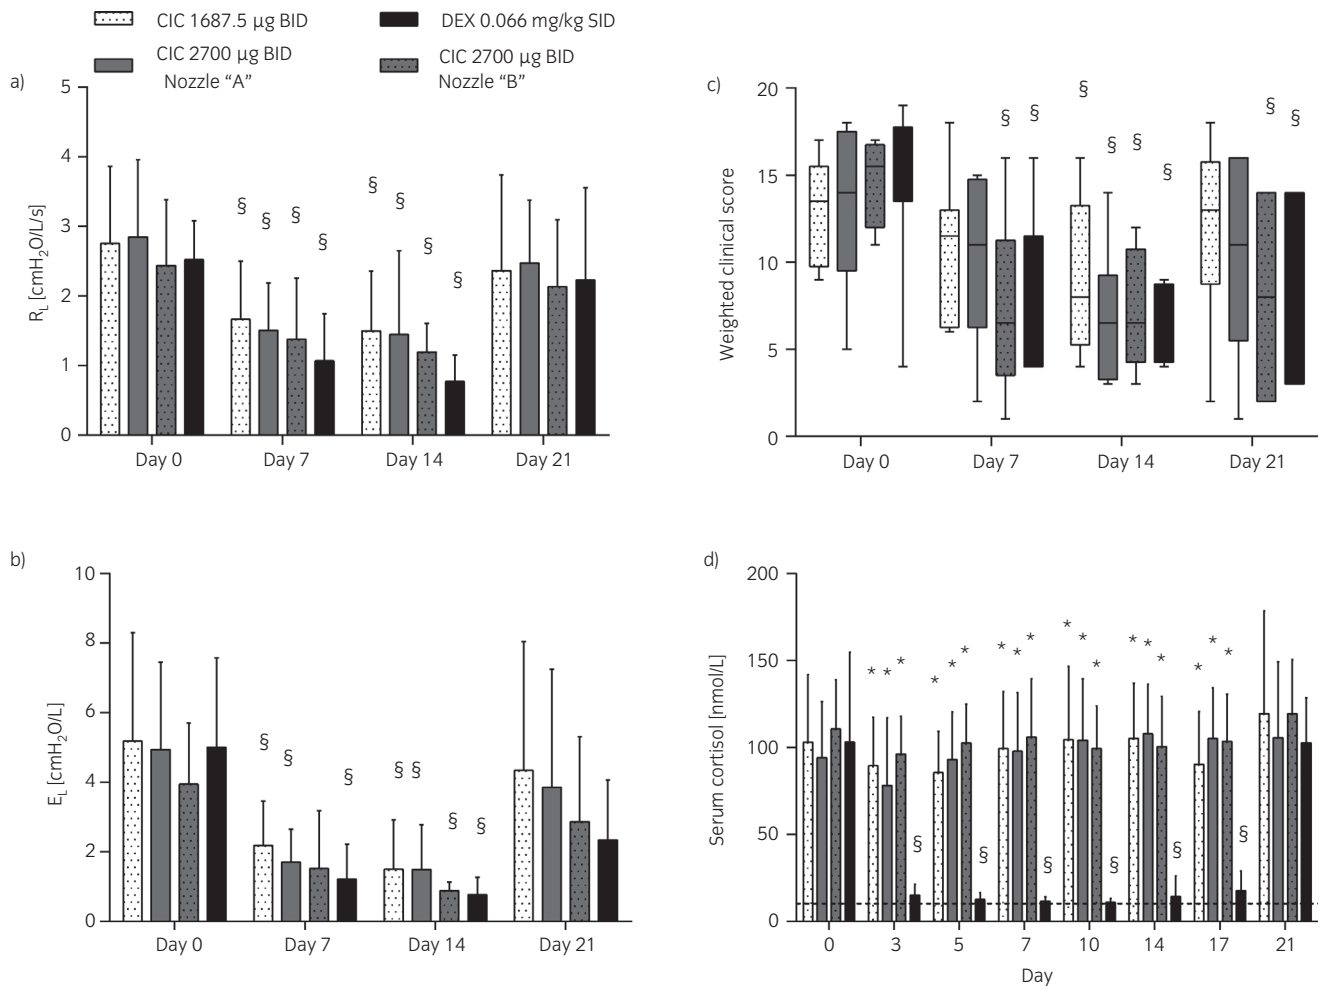 CIC 1687.5 µg BID
DEX 0.066 mg/kg SID
CIC 2700 µg BID
Nozzle “A”
CIC 2700 µg BID
Nozzle “B”
a)
5
4
3
2
1
0
R_L [cmH₂O/L/s]
§ § § §
§ § § §
Day 0 Day 7 Day 14 Day 21
c)
20
15
10
5
0
Weighted clinical score
§ §
§ § § §
§ §
Day 0 Day 7 Day 14 Day 21
b)
10
8
6
4
2
0
E_L [cmH₂O/L]
§ § §
§ § § §
Day 0 Day 7 Day 14 Day 21
d)
200
150
100
50
0
Serum cortisol [nmol/L]
* * * §
* * * §
* * * §
* * * §
* * * §
* * * §
0 3 5 7 10 14 17 21
Day